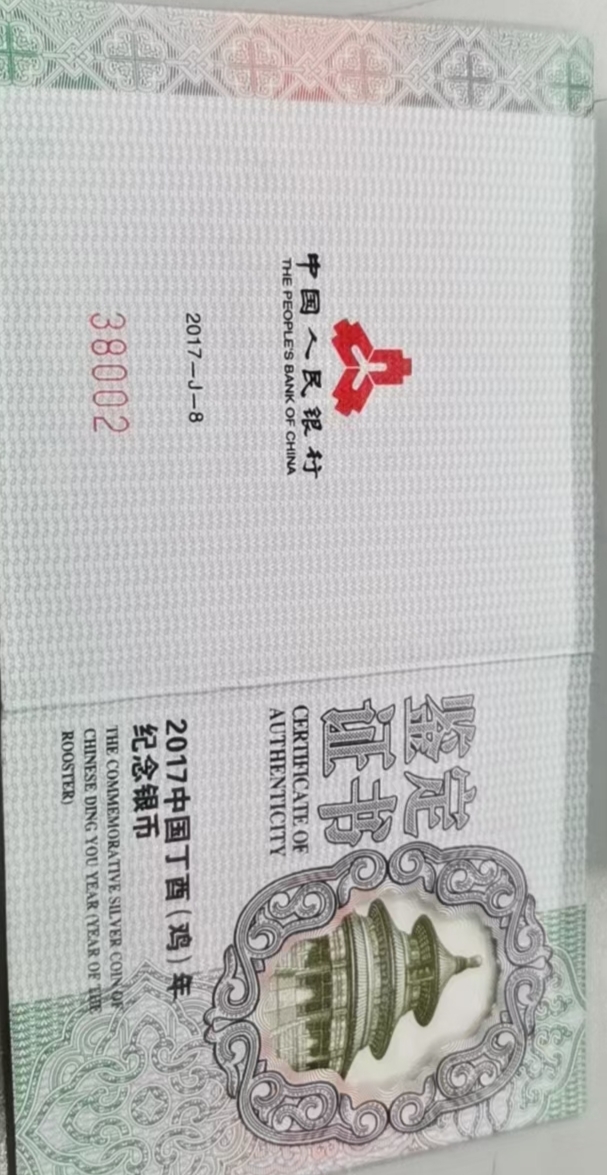 中国人民银行
THE PEOPLE'S BANK OF CHINA
2017-J-8
38002
鉴定
证书
CERTIFICATE OF
AUTHENTICITY
2017中国丁酉（鸡）年
纪念银币
THE COMMEMORATIVE SILVER COIN OF
CHINESE DING YOU YEAR (YEAR OF THE
ROOSTER)